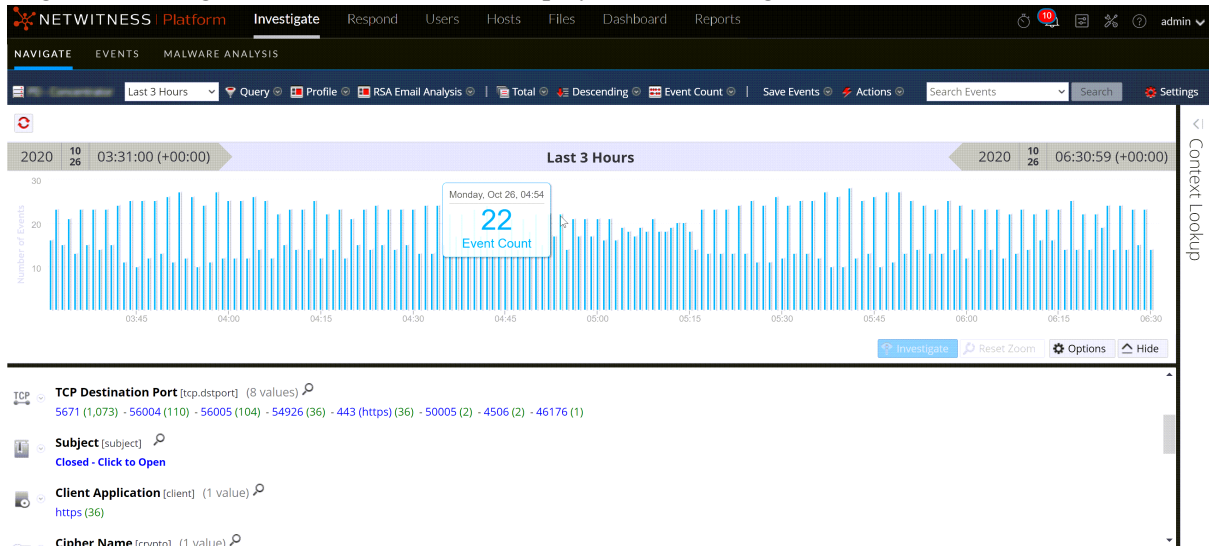 NETWITNESS Platform Investigate Respond Users Hosts Files Dashboard Reports 10 admin
NAVIGATE EVENTS MALWARE ANALYSIS
Concentrator Last 3 Hours Query Profile RSA Email Analysis | Total Descending Event Count | Save Events Actions Search Events Search Settings
2020 10 26 03:31:00 (+00:00) Last 3 Hours 2020 10 26 06:30:59 (+00:00)
Context Lookup
Number of Events
30
20
10
Monday, Oct 26, 04:54
22
Event Count
03:45 04:00 04:15 04:30 04:45 05:00 05:15 05:30 05:45 06:00 06:15 06:30
Investigate Reset Zoom Options Hide
TCP TCP Destination Port [tcp.dstport] (8 values)
5671 (1,073) - 56004 (110) - 56005 (104) - 54926 (36) - 443 (https) (36) - 50005 (2) - 4506 (2) - 46176 (1)
Subject [subject]
Closed - Click to Open
Client Application [client] (1 value)
https (36)
Cipher Name [crypto] (1 value)